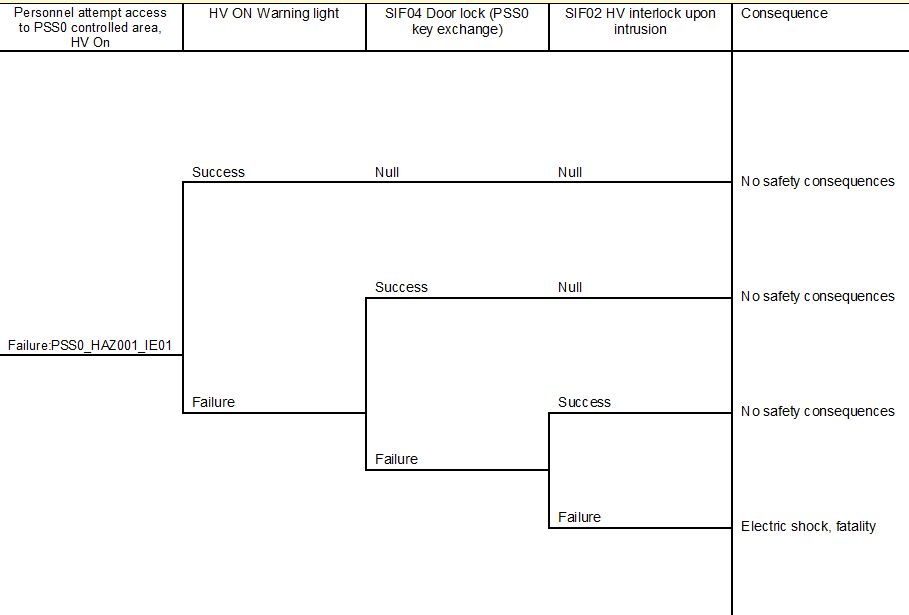 Personnel attempt access
to PSS0 controlled area,
HV On
HV ON Warning light
SIF04 Door lock (PSS0
key exchange)
SIF02 HV interlock upon
intrusion
Consequence
Success
Null
Null
No safety consequences
Success
Null
No safety consequences
Failure:PSS0_HAZ001_IE01
Failure
Success
No safety consequences
Failure
Failure
Electric shock, fatality